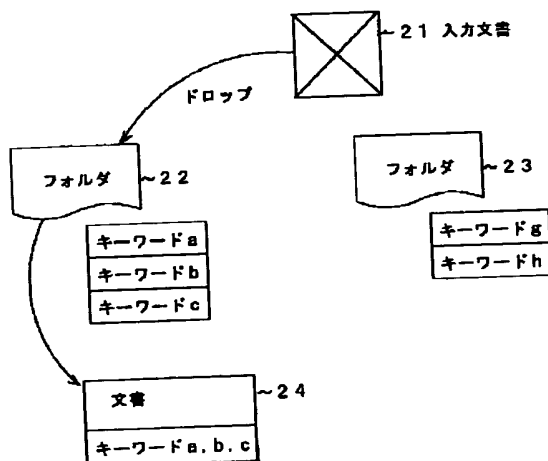 ~21 入力文書
ドロップ
フォルダ ~22
フォルダ ~23
キーワードa
キーワードb
キーワードc
キーワードg
キーワードh
文書 ~24
キーワードa,b,c